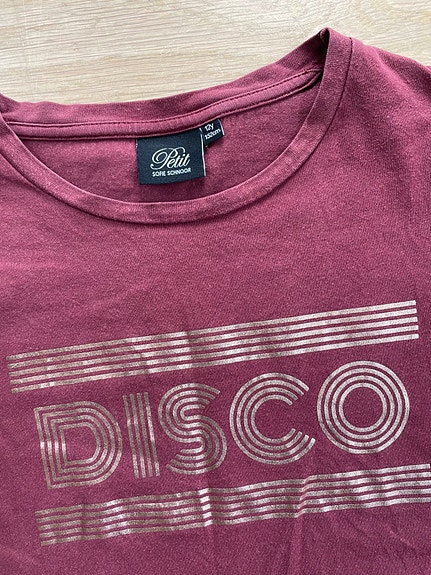 Petit
SOFIE SCHNOOR
12Y
152cm
DISCO